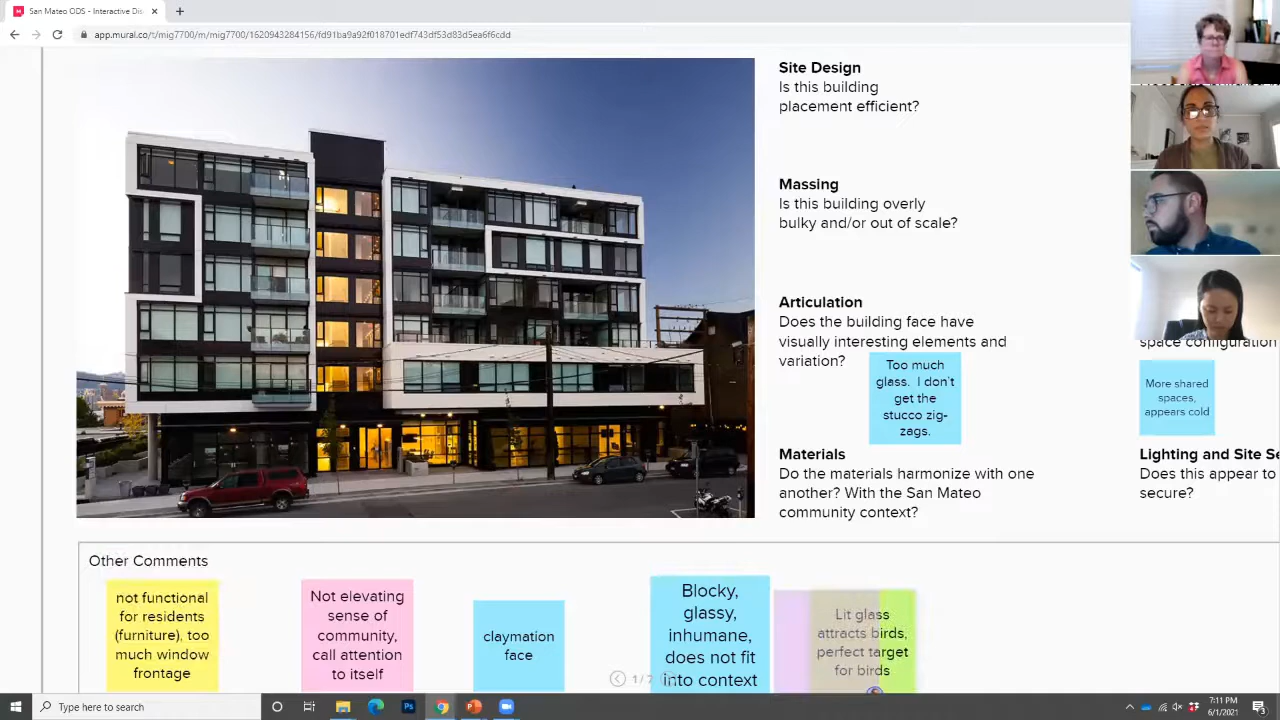 San Mateo ODS - Interactive Dis
app.mural.co/t/mig7700/m/mig7700/1620943284156/fd91ba9a92f018701edf743df53d83d5ea6f6cdd
Site Design
Is this building
placement efficient?
Massing
Is this building overly
bulky and/or out of scale?
Articulation
Does the building face have
visually interesting elements and
variation?
Too much
glass. I don't
get the
stucco zig-
zags.
Materials
Do the materials harmonize with one
another? With the San Mateo
community context?
space configuration
More shared
spaces,
appears cold
Lighting and Site Se
Does this appear to
secure?
Other Comments
not functional
for residents
(furniture), too
much window
frontage
Not elevating
sense of
community,
call attention
to itself
claymation
face
Blocky,
glassy,
inhumane,
does not fit
into context
Lit glass
attracts birds,
perfect target
for birds
Type here to search
7:11 PM
6/1/2021